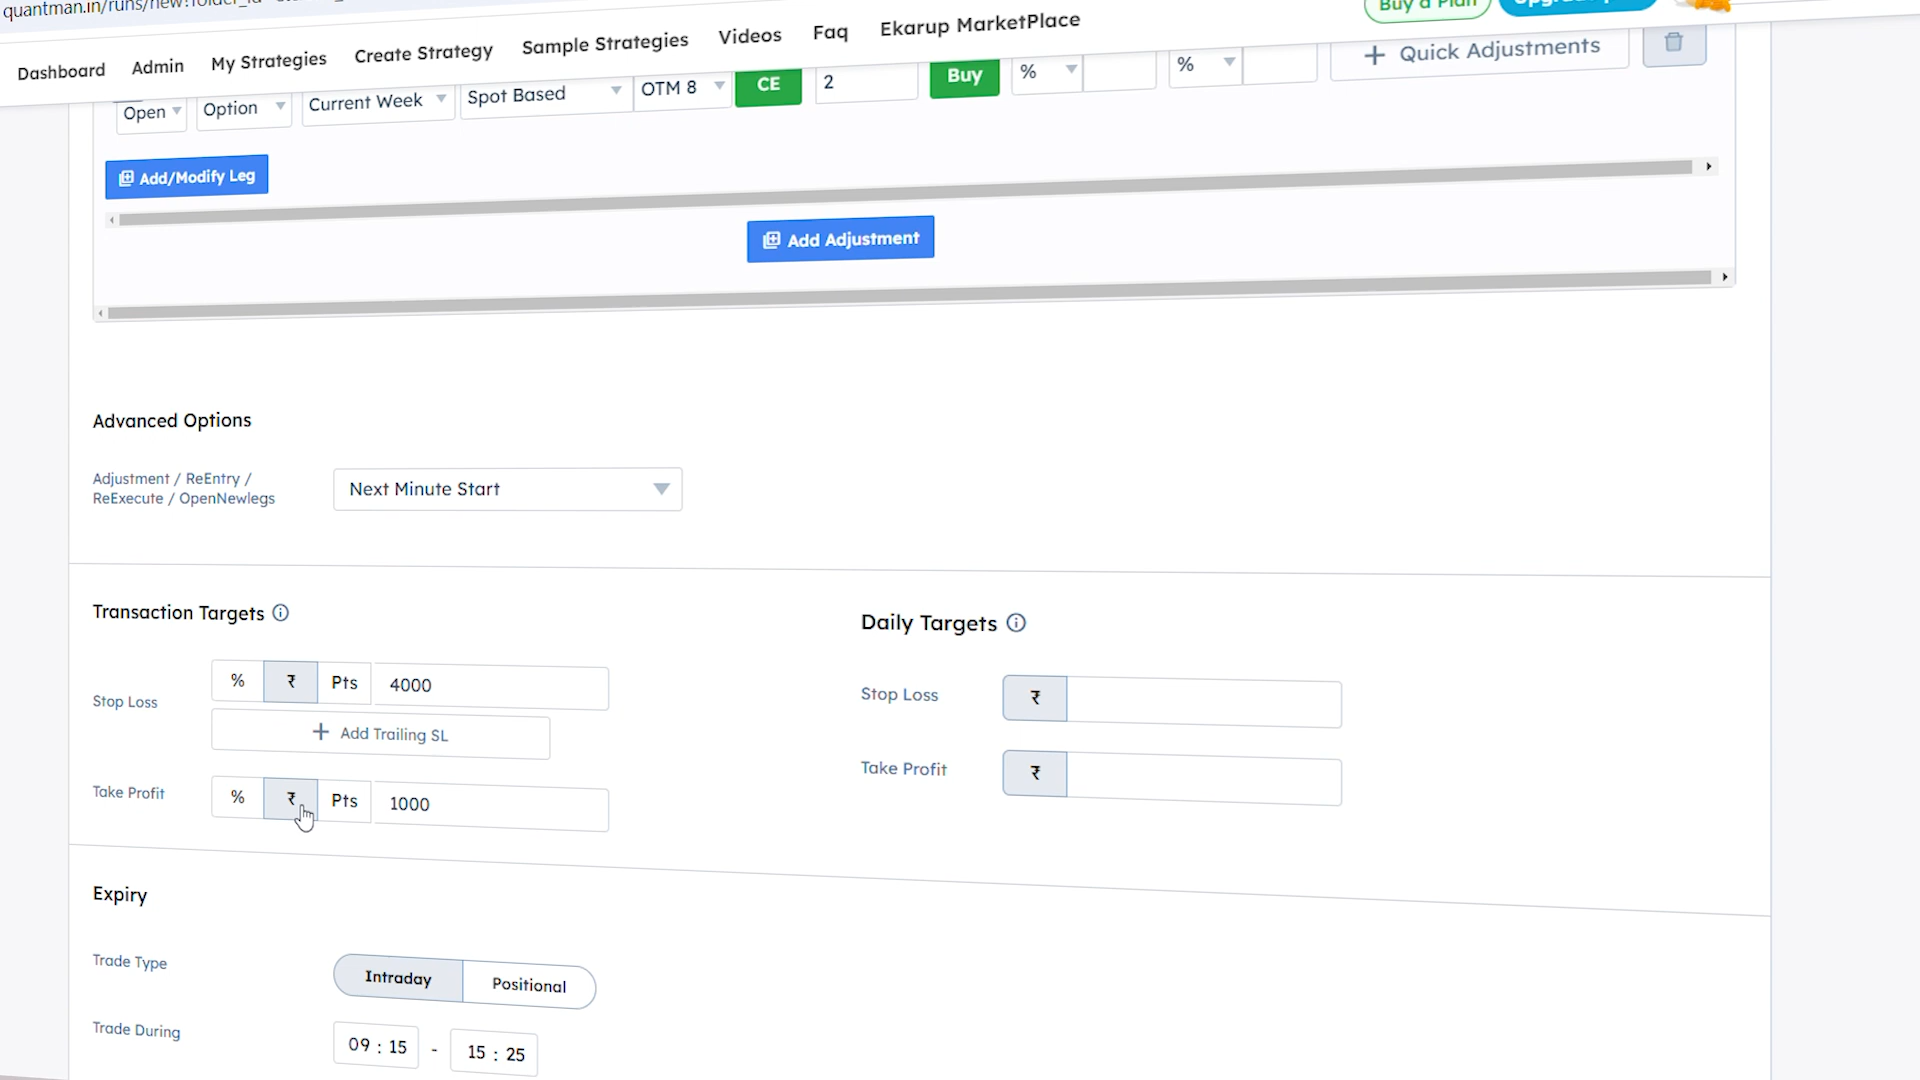 quantman.in/runs/new?folder_id
Buy a Plan
Dashboard Admin My Strategies Create Strategy Sample Strategies Videos Faq Ekarup MarketPlace
Open Option Current Week Spot Based OTM 8 CE 2 Buy % % + Quick Adjustments
Add/Modify Leg
Add Adjustment
Advanced Options
Adjustment / ReEntry /
ReExecute / OpenNewlegs
Next Minute Start
Transaction Targets
Daily Targets
Stop Loss % ₹ Pts 4000
Stop Loss ₹
+ Add Trailing SL
Take Profit % ₹ Pts 1000
Take Profit ₹
Expiry
Trade Type Intraday Positional
Trade During 09 : 15 - 15 : 25